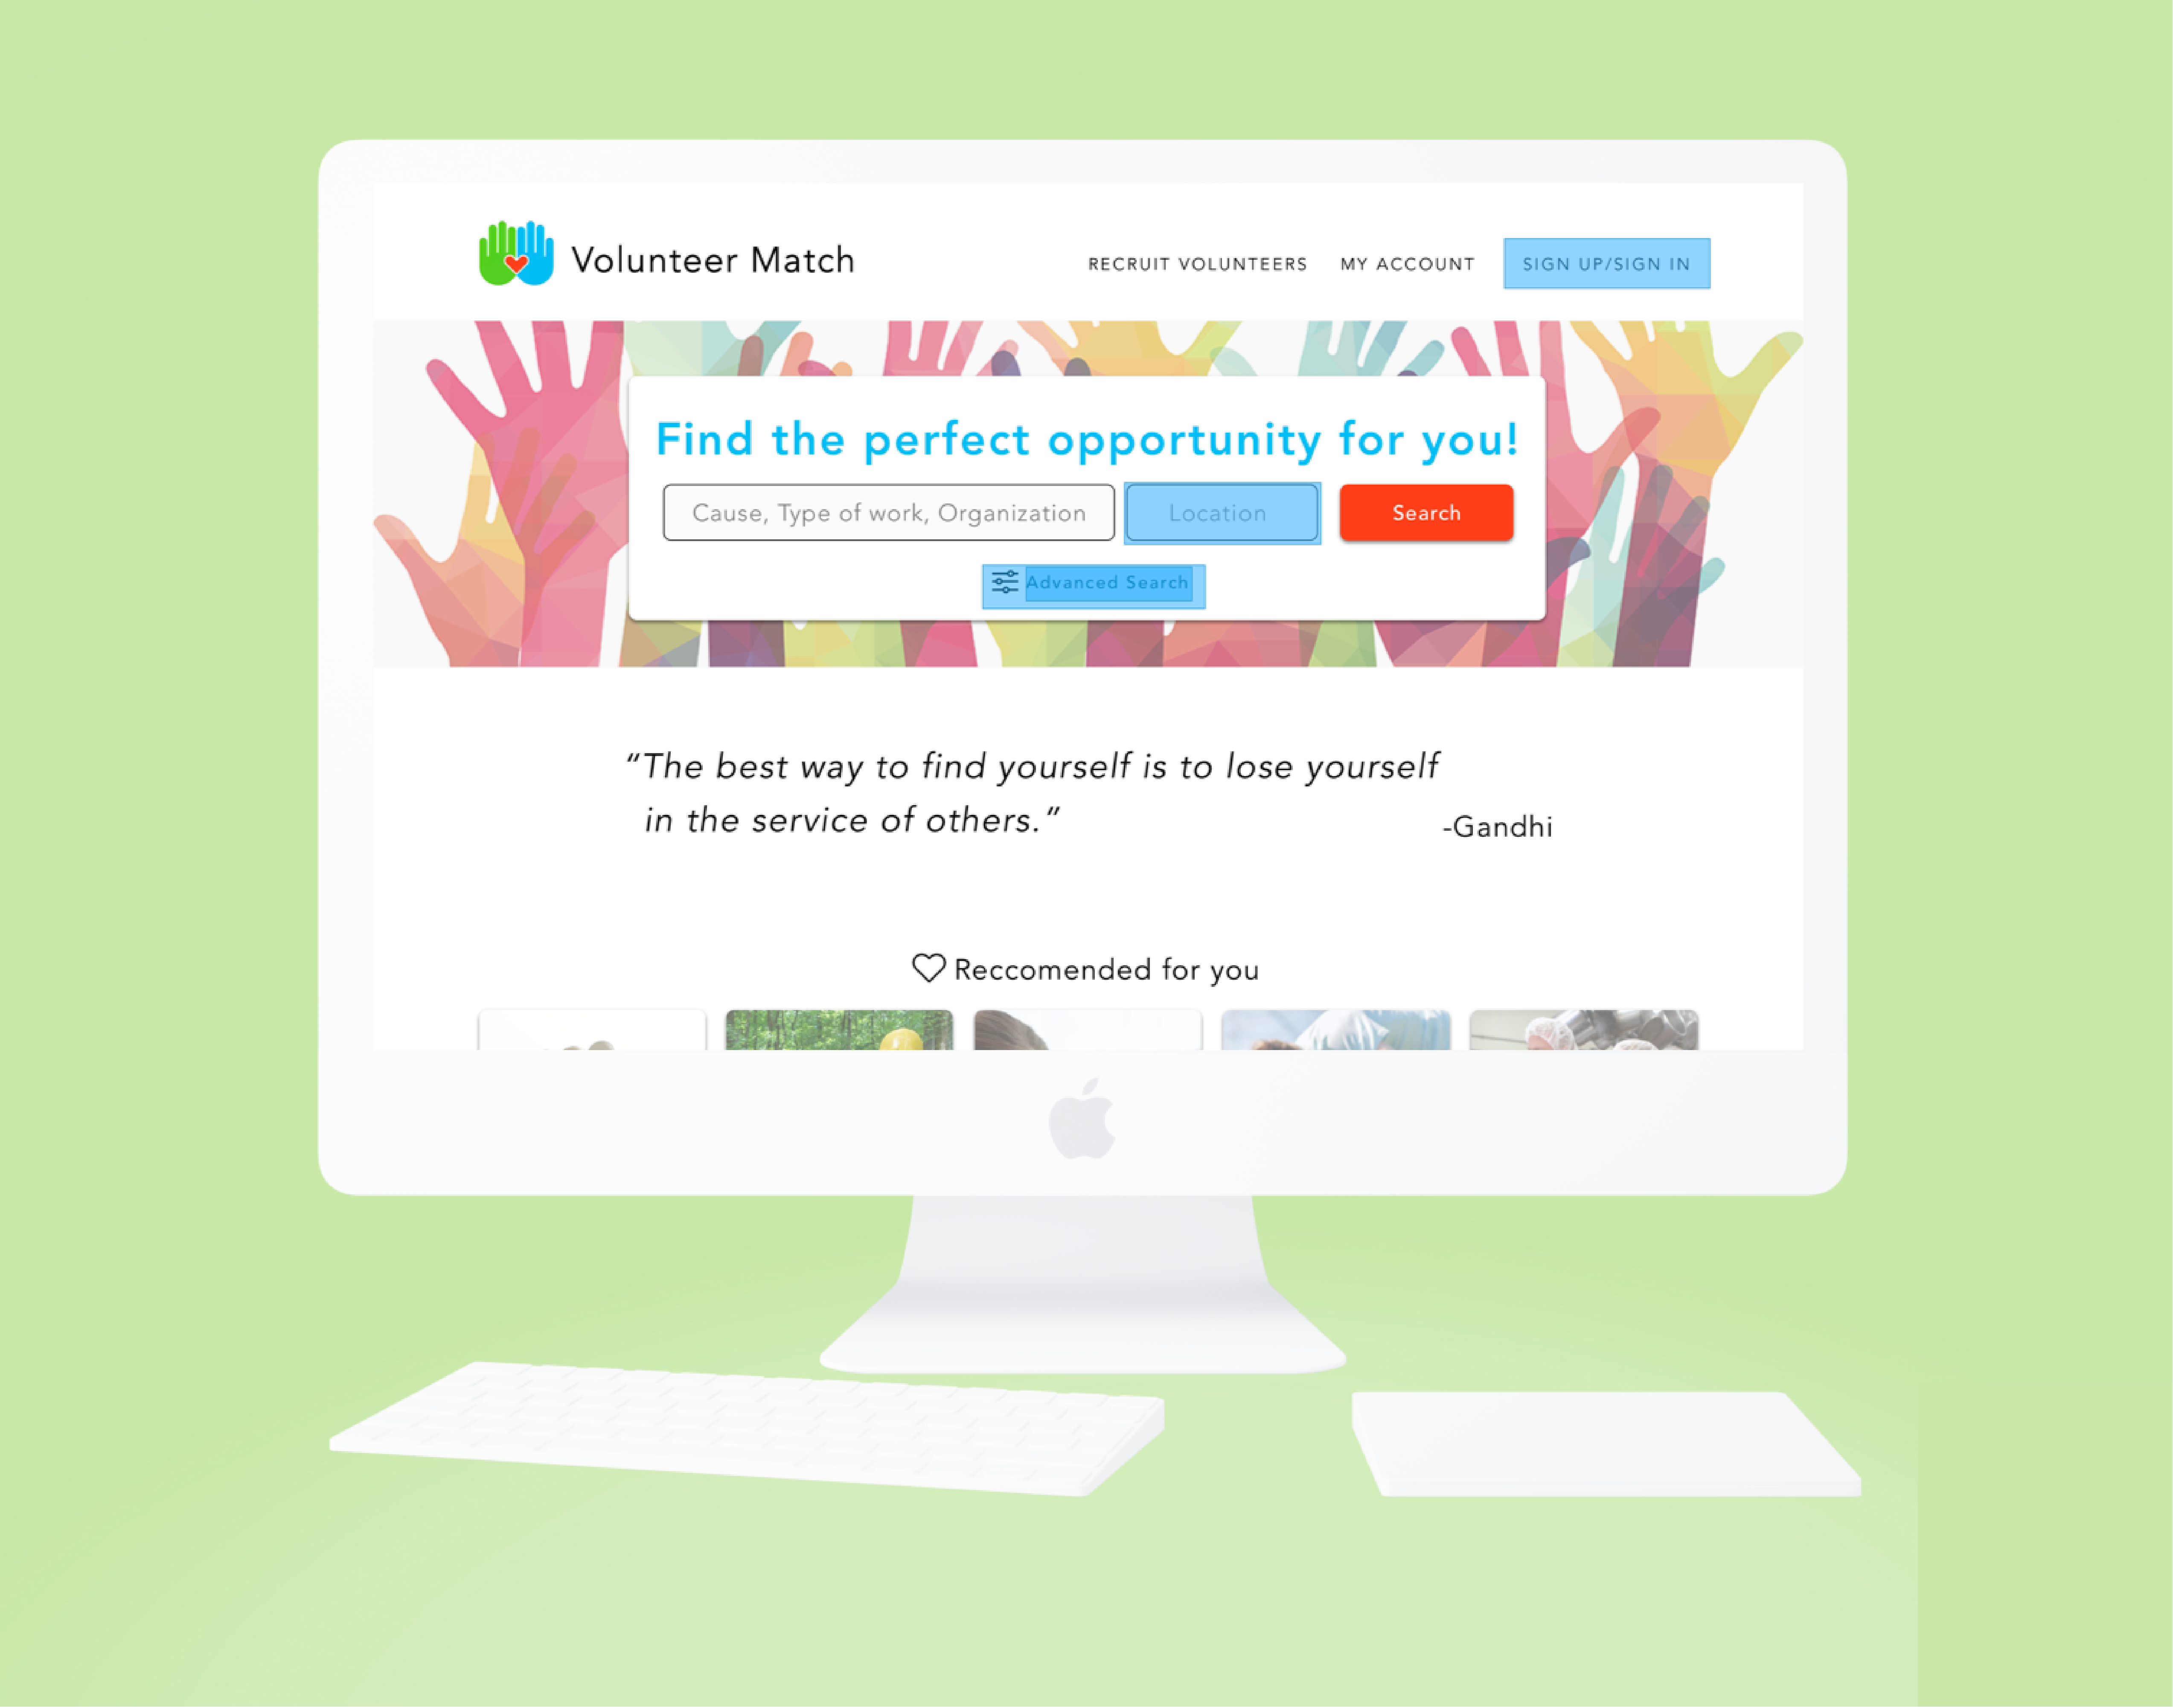 Volunteer Match
RECRUIT VOLUNTEERS
MY ACCOUNT
SIGN UP/SIGN IN
Find the perfect opportunity for you!
Cause, Type of work, Organization
Location
Search
Advanced Search
“The best way to find yourself is to lose yourself
in the service of others.”
-Gandhi
Reccomended for you